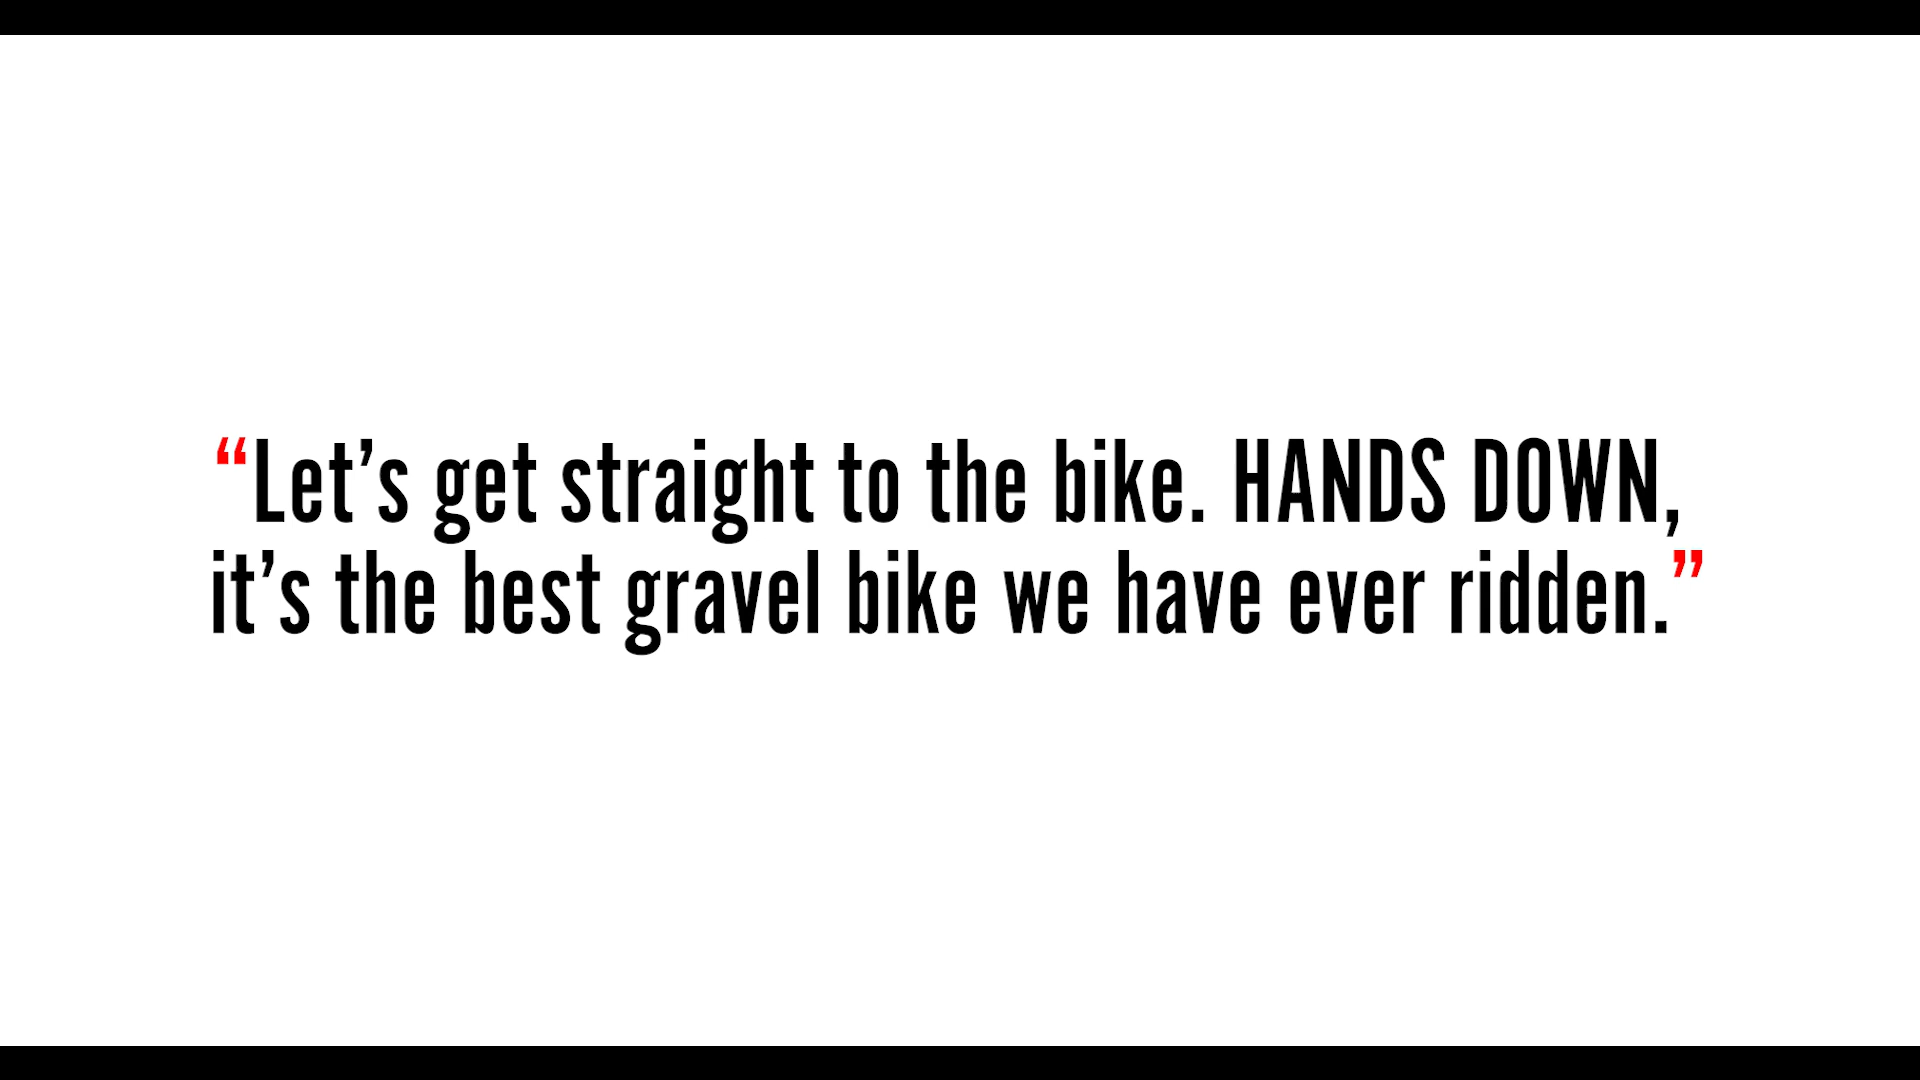 “Let’s get straight to the bike. HANDS DOWN,
it’s the best gravel bike we have ever ridden.”